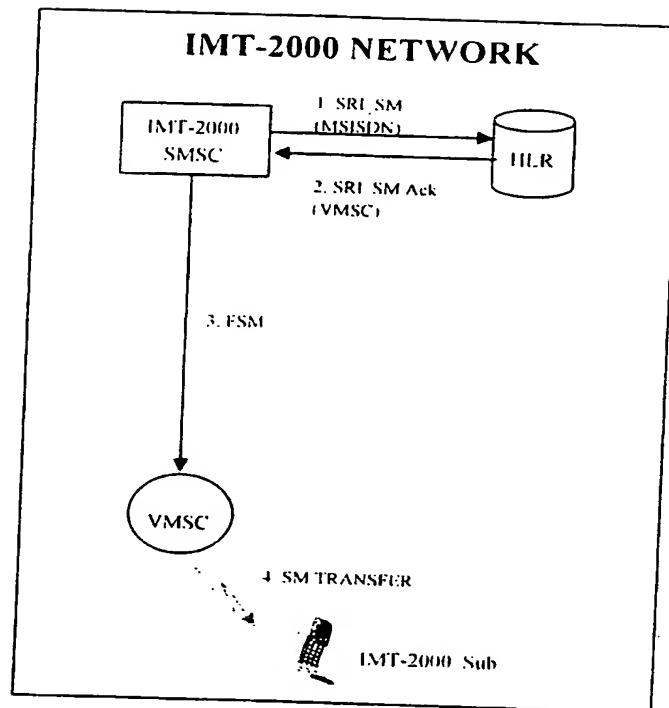 IMT-2000 NETWORK
1. SRI_SM
(MSISDN)
IMT-2000
SMSC
HLR
2. SRI_SM Ack
(VMSC)
3. FSM
VMSC
4. SM TRANSFER
IMT-2000 Sub